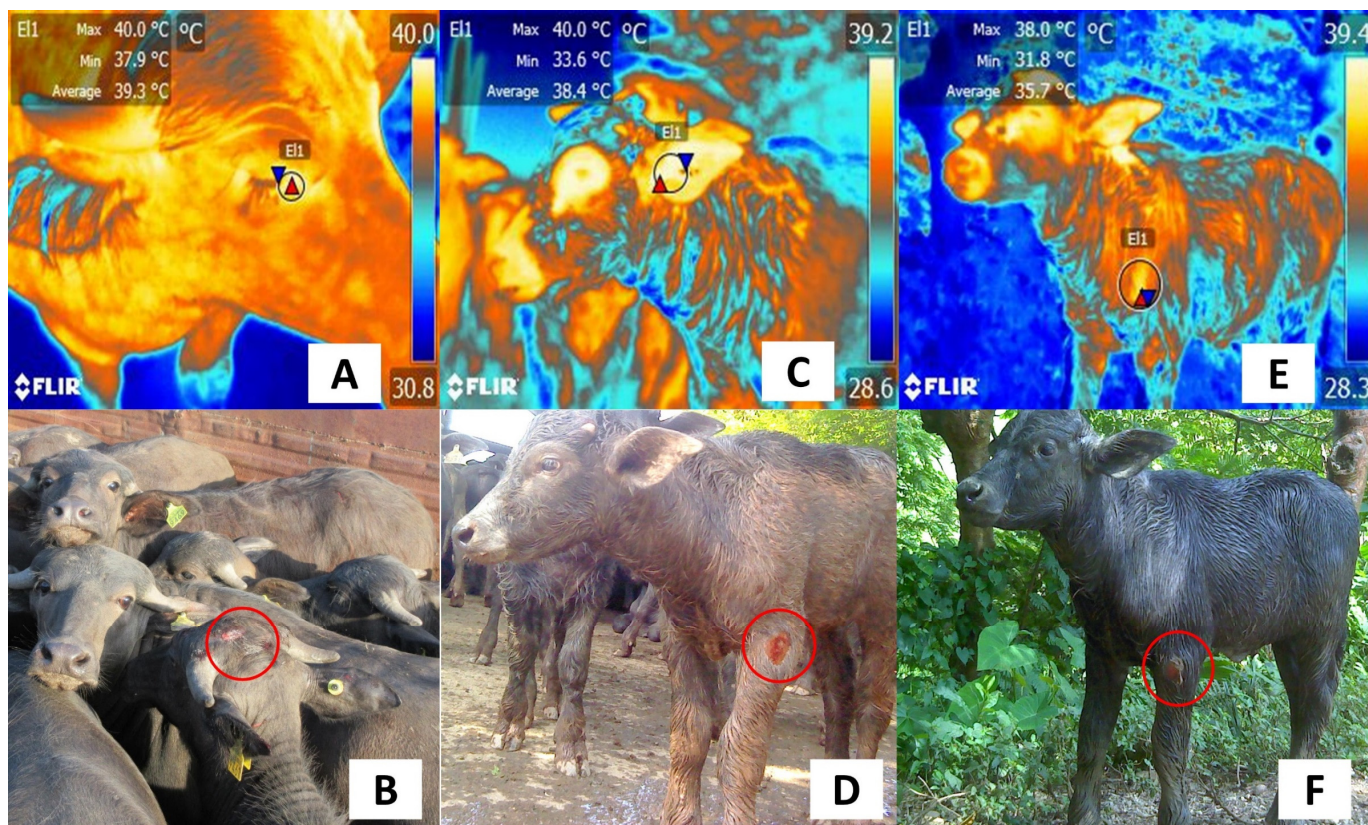 El1 Max 40.0 °C °C 40.0
Min 37.9 °C
Average 39.3 °C
El1
FLIR
A
30.8
El1 Max 40.0 °C °C 39.2
Min 33.6 °C
Average 38.4 °C
El1
FLIR
C
28.6
El1 Max 38.0 °C °C 39.4
Min 31.8 °C
Average 35.7 °C
El1
FLIR
E
28.3
B
D
F